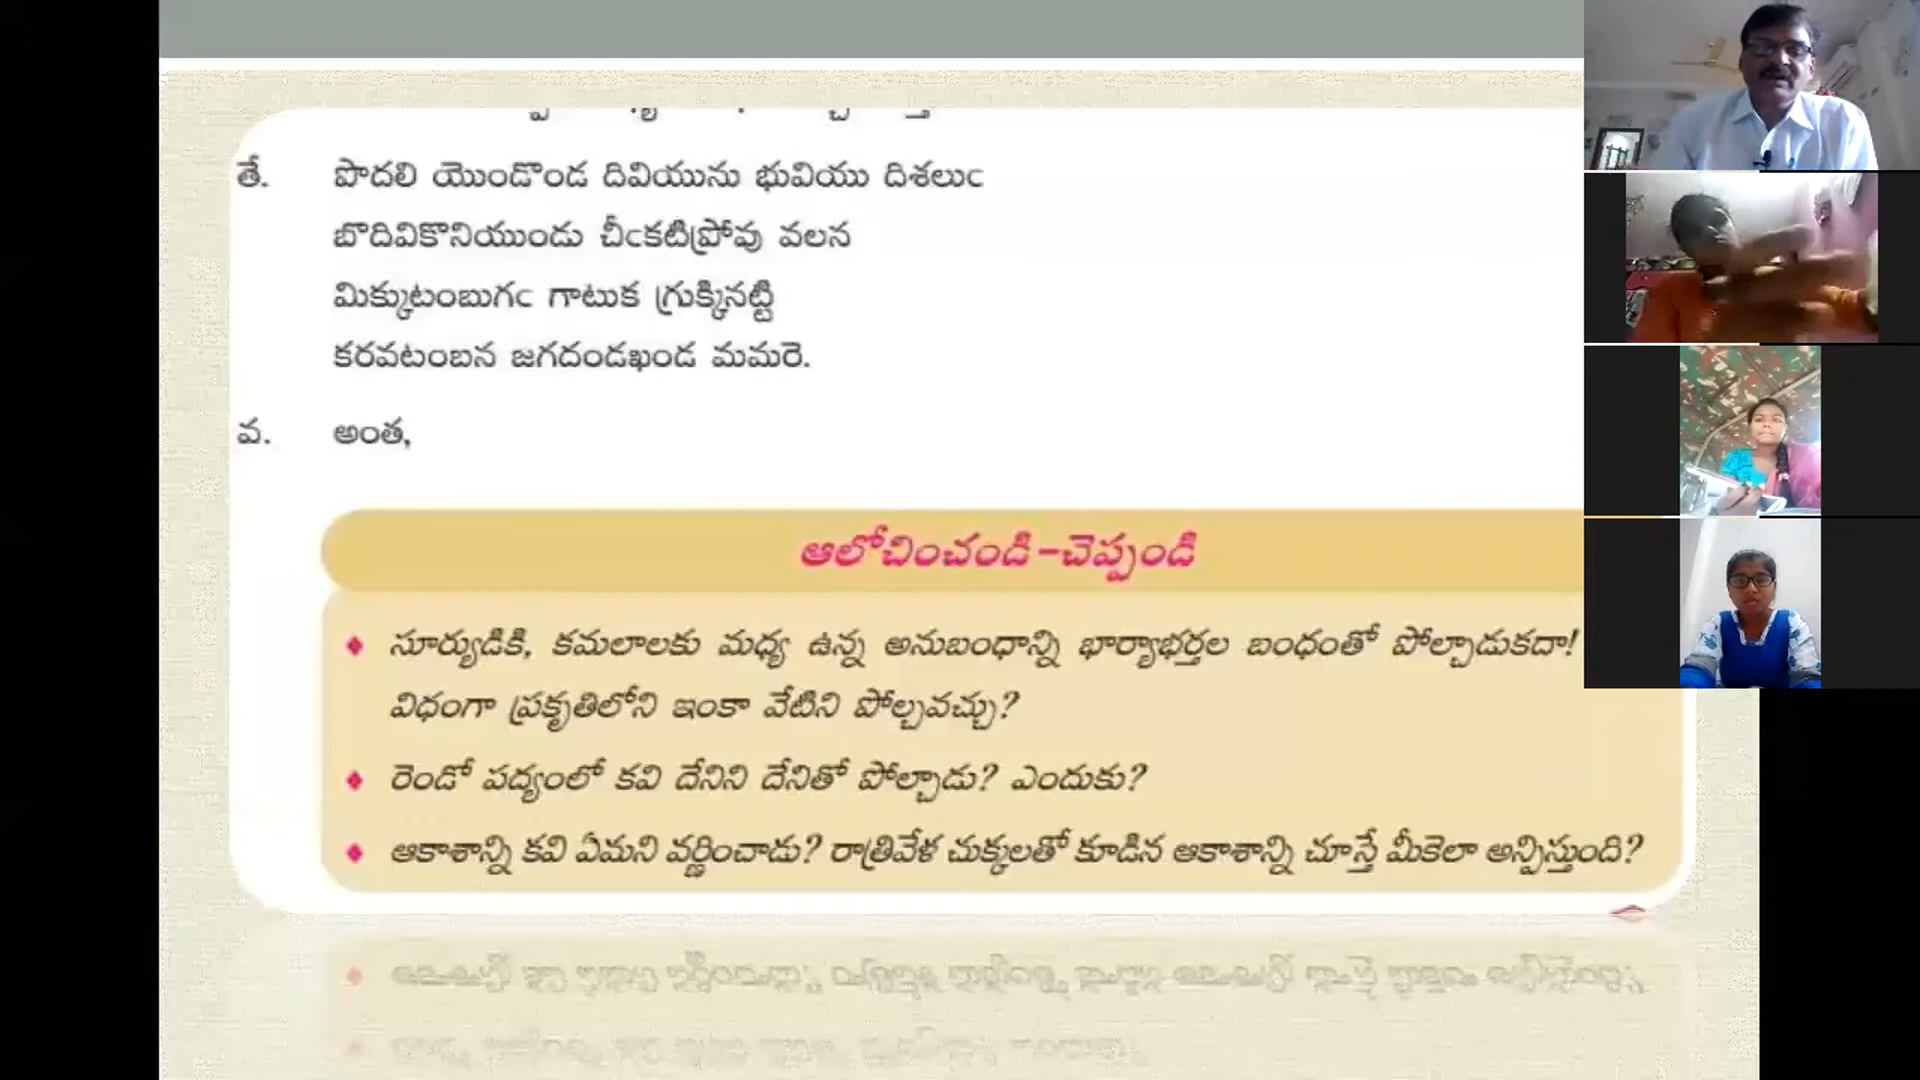 తే. పొదలి యొండొండ దివియును భువియు దిశలుఁ
బొదివికొనియుండు చీఁకటిప్రోవు వలన
మిక్కుటంబుగఁ గాటుక గ్రుక్కినట్టి
కరవటంబన జగదండఖండ మమరె.
వ. అంత,
ఆలోచించండి-చెప్పండి
♦ సూర్యుడికి, కమలాలకు మధ్య ఉన్న అనుబంధాన్ని భార్యాభర్తల బంధంతో పోల్చాడుకదా!
విధంగా ప్రకృతిలోని ఇంకా వేటిని పోల్చవచ్చు?
♦ రెండో పద్యంలో కవి దేనిని దేనితో పోల్చాడు? ఎందుకు?
♦ ఆకాశాన్ని కవి ఏమని వర్ణించాడు? రాత్రివేళ చుక్కలతో కూడిన ఆకాశాన్ని చూస్తే మీకెలా అన్పిస్తుంది?